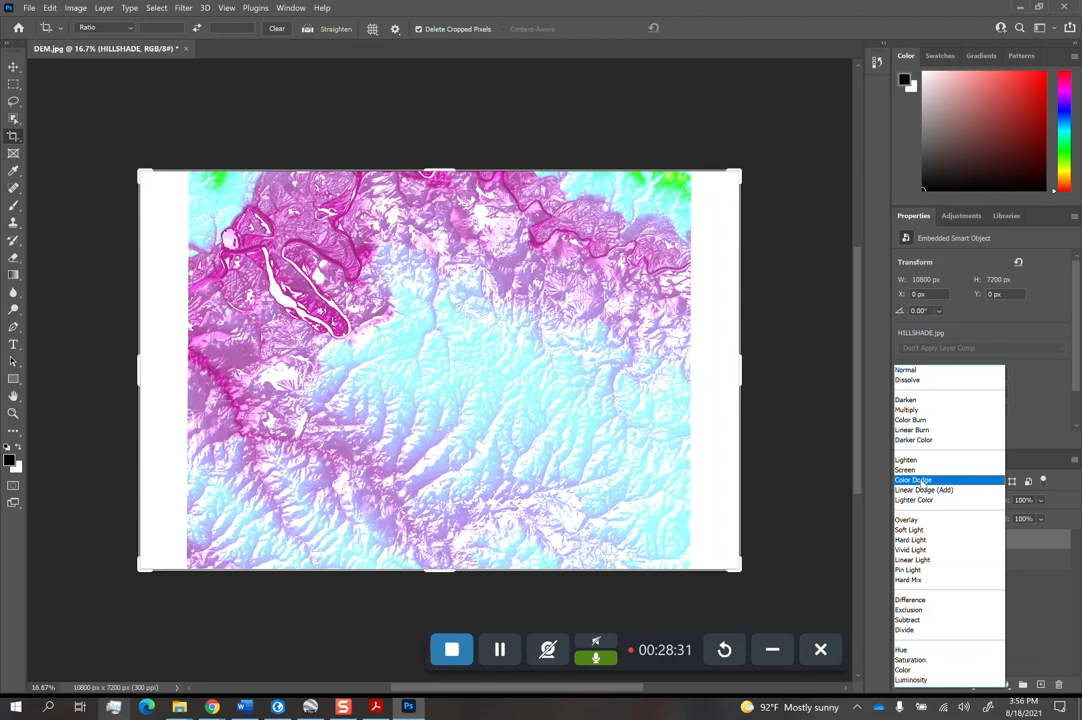 File Edit Image Layer Type Select Filter 3D View Plugins Window Help
Ratio Clear Straighten Delete Cropped Pixels Content-Aware
DEM.jpg @ 16.7% (HILLSHADE, RGB/8#) *
Color Swatches Gradients Patterns
Properties Adjustments Libraries
Embedded Smart Object
Transform
W: 10800 px H: 7200 px
X: 0 px Y: 0 px
0.00°
HILLSHADE.jpg
Don't Apply Layer Comp
Normal
Dissolve
Darken
Multiply
Color Burn
Linear Burn
Darker Color
Lighten
Screen
Color Dodge
Linear Dodge (Add)
Lighter Color
100%
Overlay
100%
Soft Light
Hard Light
Vivid Light
Linear Light
Pin Light
Hard Mix
Difference
Exclusion
Subtract
Divide
Hue
Saturation
Color
Luminosity
00:28:31
16.67% 10800 px x 7200 px (300 ppi)
92°F Mostly sunny
3:56 PM
8/18/2021